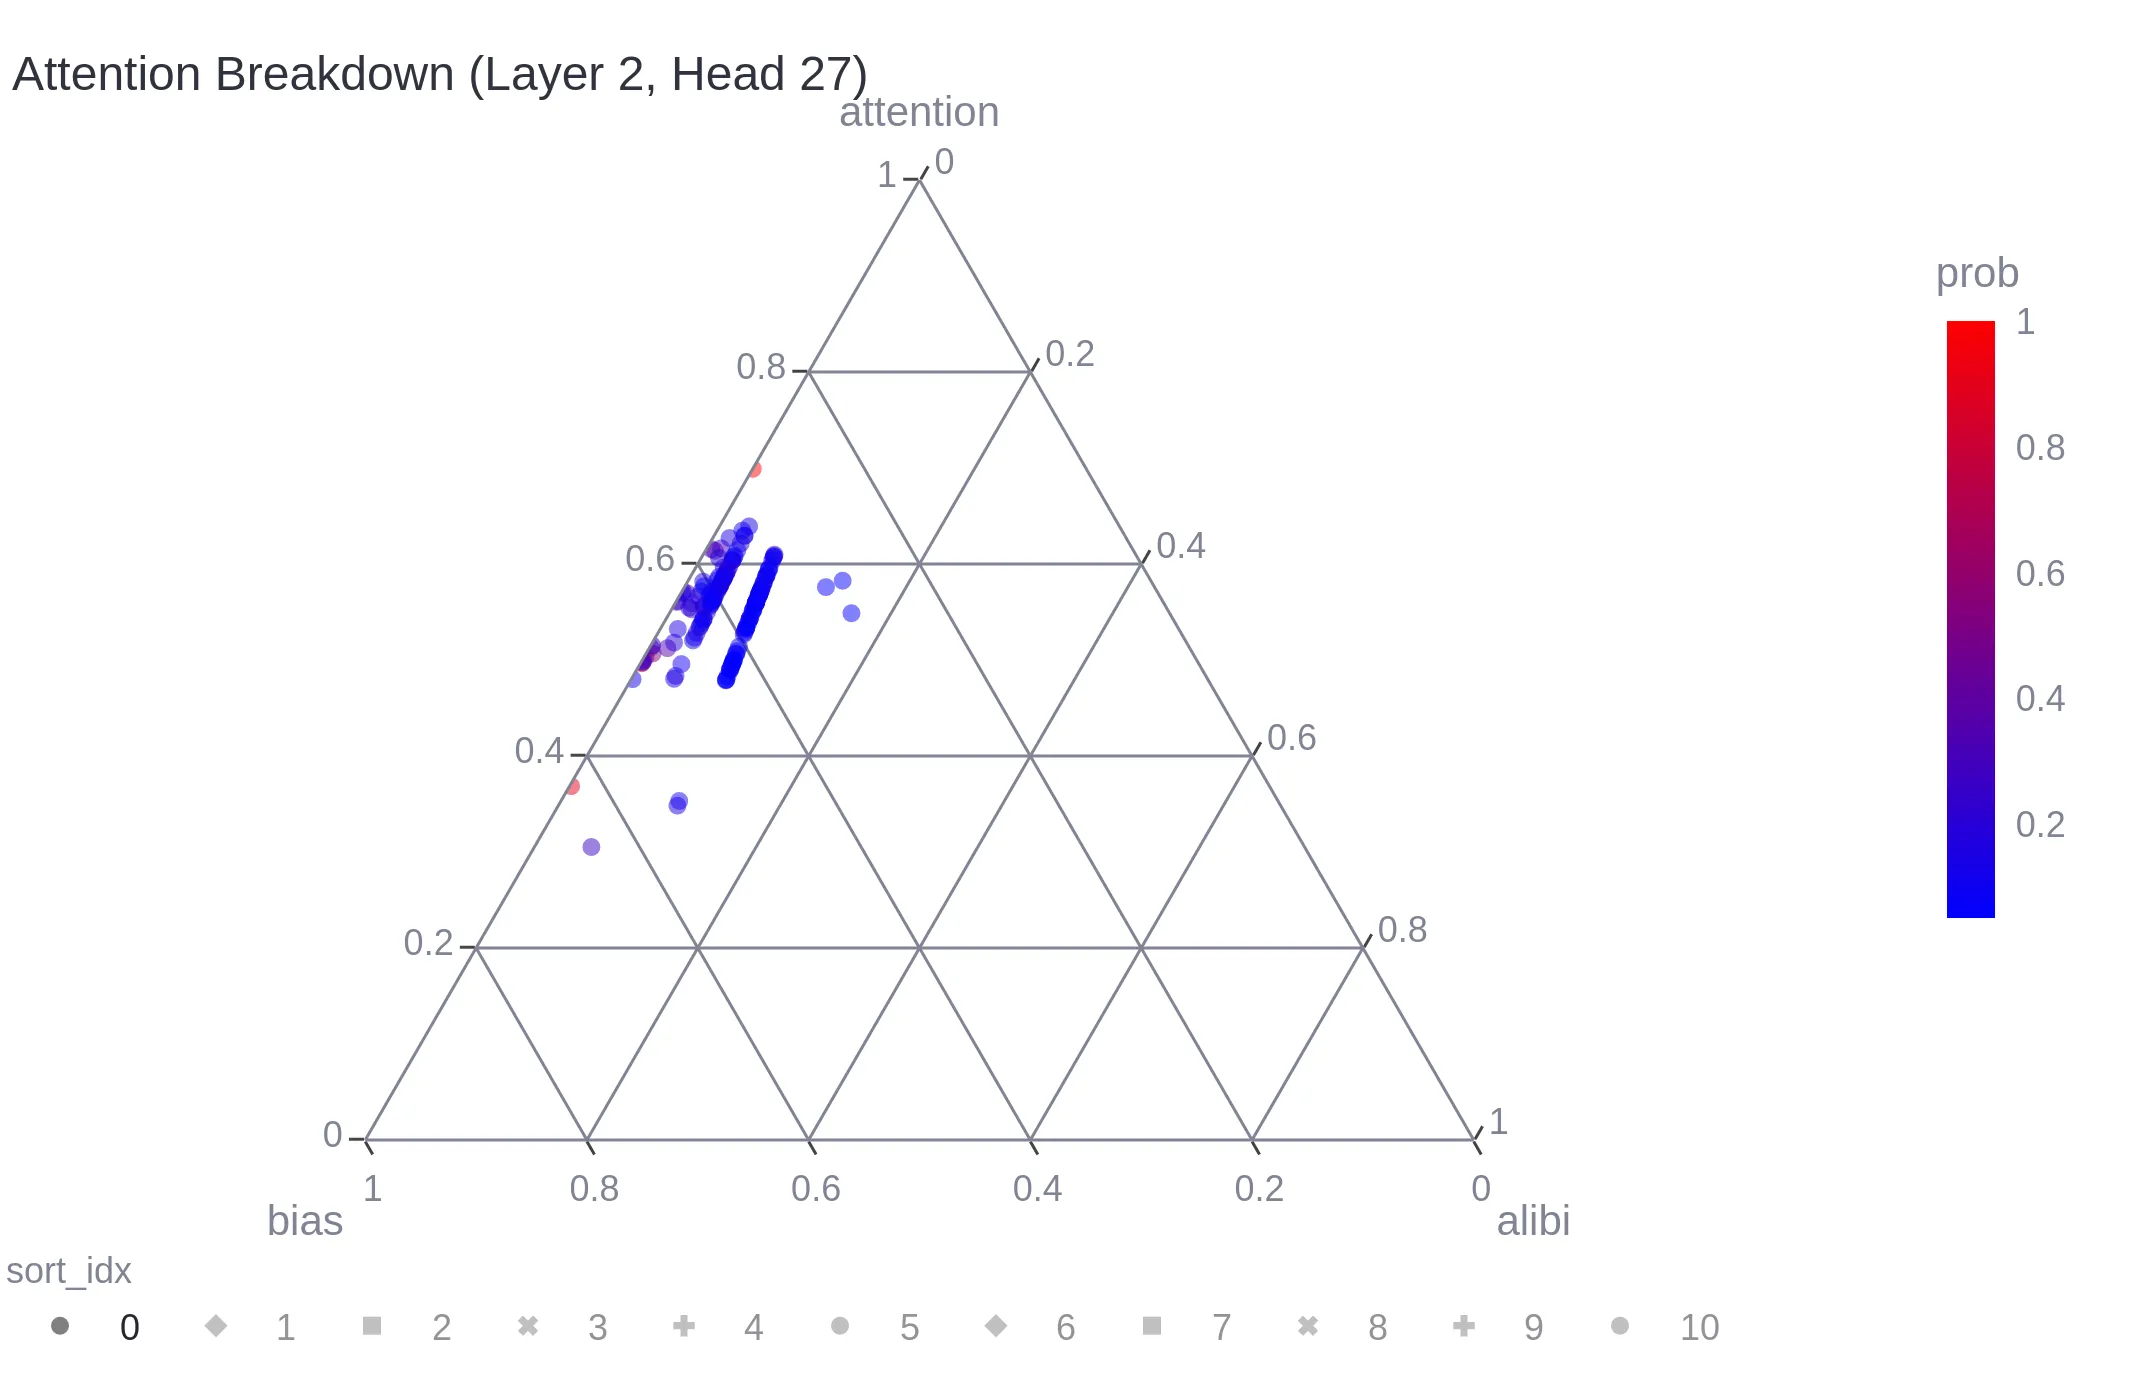 Attention Breakdown (Layer 2, Head 27)
attention
1 0
0.8 0.2
0.6 0.4
0.4 0.6
0.2 0.8
0 1
1 0.8 0.6 0.4 0.2 0
bias alibi
prob
1
0.8
0.6
0.4
0.2
sort_idx
0 1 2 3 4 5 6 7 8 9 10